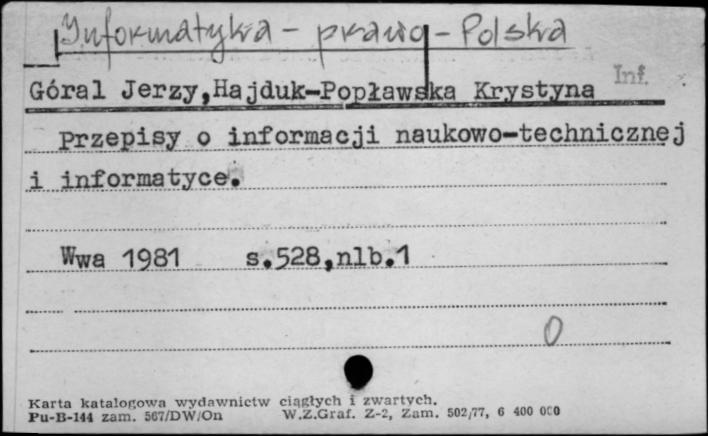 Informatyka - prawo - Polska
Inf.
Góral Jerzy,Hajduk-Popławska Krystyna
Przepisy o informacji naukowo-technicznej
i informatyce.
Wwa 1981 s.528,nlb.1
0
Karta katalogowa wydawnictw ciągłych i zwartych.
Pu-B-144 zam. 567/DW/On W.Z.Graf. Z-2, Zam. 502/77, 6 400 000